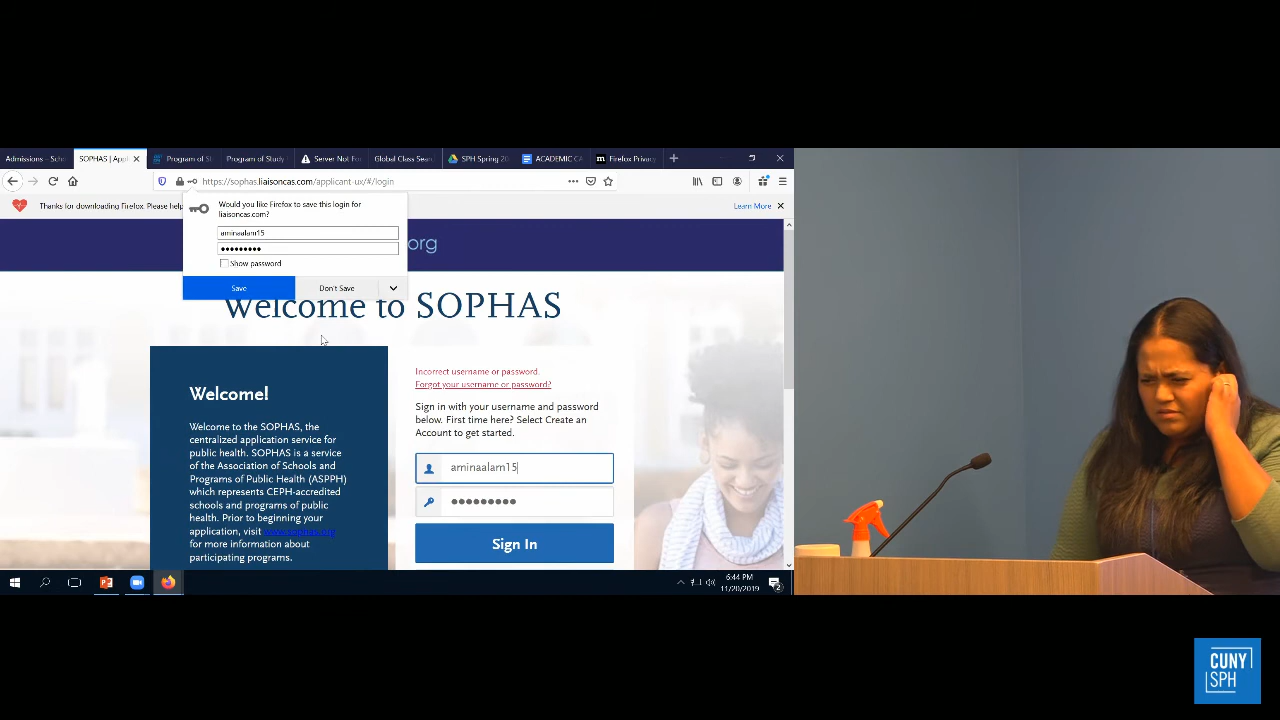 Admissions – Scho
SOPHAS | Appl
Program of St
Program of Study
Server Not Fo
Global Class Sear
SPH Spring 20
ACADEMIC CA
Firefox Privacy
https://sophas.liaisoncas.com/applicant-ux/#/login
Thanks for downloading Firefox. Please help
Learn More
Would you like Firefox to save this login for
liaisoncas.com?
aminaalam15
•••••••••
Show password
Save
Don't Save
org
Welcome to SOPHAS
Welcome!
Welcome to the SOPHAS, the
centralized application service for
public health. SOPHAS is a service
of the Association of Schools and
Programs of Public Health (ASPPH)
which represents CEPH-accredited
schools and programs of public
health. Prior to beginning your
application, visit www.sophas.org
for more information about
participating programs.
Incorrect username or password.
Forgot your username or password?
Sign in with your username and password
below. First time here? Select Create an
Account to get started.
aminaalam15
•••••••••
Sign In
6:44 PM
11/20/2019
2
CUNY
SPH